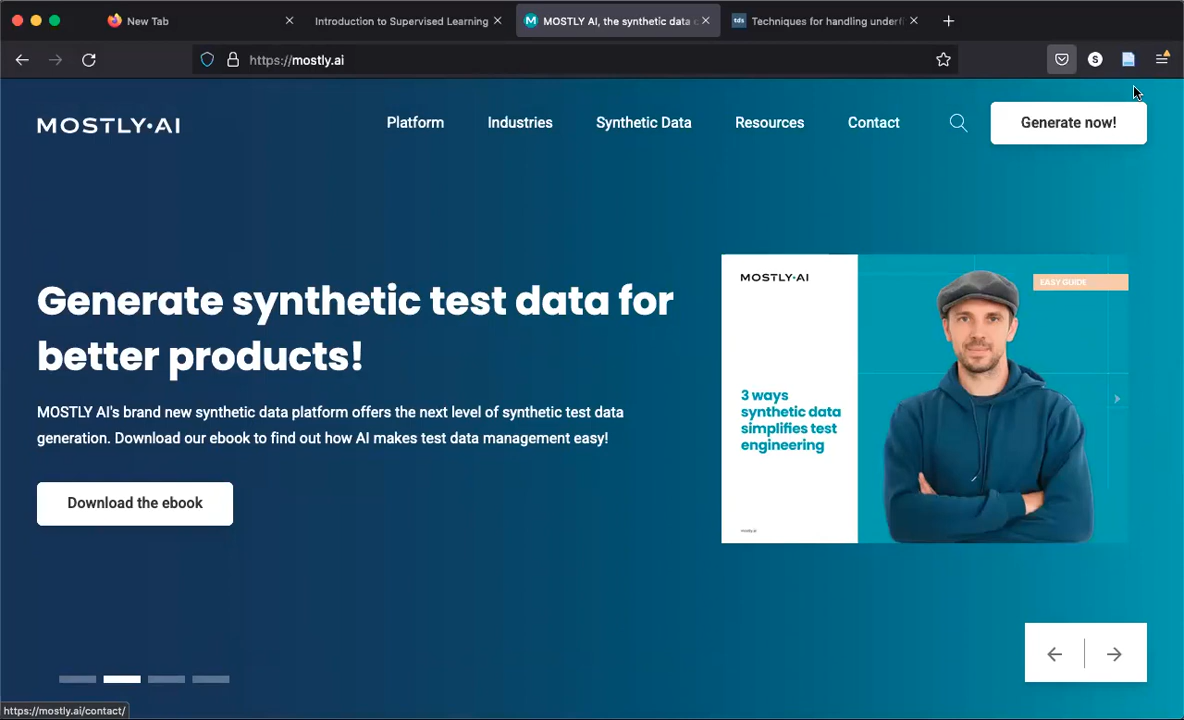 New Tab
Introduction to Supervised Learning
M
MOSTLY AI, the synthetic data c
tds
Techniques for handling underfi
https://mostly.ai
S
MOSTLY·AI
Platform
Industries
Synthetic Data
Resources
Contact
Generate now!
Generate synthetic test data for
better products!
MOSTLY AI's brand new synthetic data platform offers the next level of synthetic test data
generation. Download our ebook to find out how AI makes test data management easy!
Download the ebook
MOSTLY·AI
EASY GUIDE
3 ways
synthetic data
simplifies test
engineering
mostly.ai
https://mostly.ai/contact/